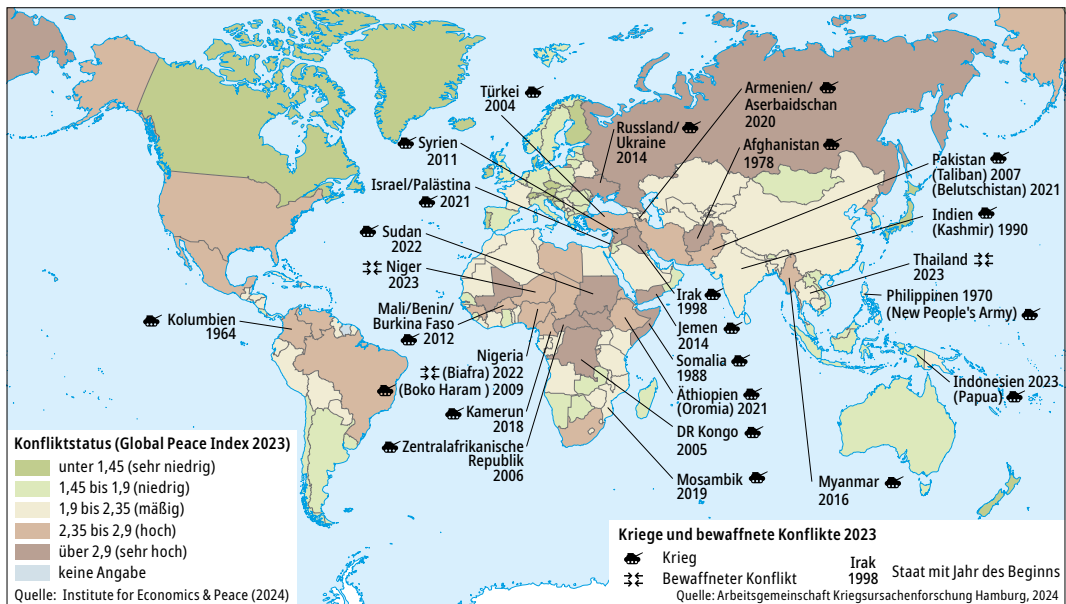 Türkei
2004
Armenien/
Aserbaidschan
2020
Russland/
Ukraine
2014
Syrien
2011
Afghanistan
1978
Pakistan
(Taliban) 2007
(Belutschistan) 2021
Israel/Palästina
2021
Indien
(Kashmir) 1990
Sudan
2022
Thailand
2023
Niger
2023
Philippinen 1970
(New People's Army)
Irak
1998
Mali/Benin/
Burkina Faso
2012
Kolumbien
1964
Jemen
2014
Somalia
1988
Nigeria
(Biafra) 2022
(Boko Haram ) 2009
Äthiopien
(Oromia) 2021
Indonesien 2023
(Papua)
Kamerun
2018
DR Kongo
2005
Zentralafrikanische
Republik
2006
Mosambik
2019
Myanmar
2016
Konfliktstatus (Global Peace Index 2023)
unter 1,45 (sehr niedrig)
1,45 bis 1,9 (niedrig)
1,9 bis 2,35 (mäßig)
2,35 bis 2,9 (hoch)
über 2,9 (sehr hoch)
keine Angabe
Quelle: Institute for Economics & Peace (2024)
Kriege und bewaffnete Konflikte 2023
Krieg
Bewaffneter Konflikt
Irak
1998
Staat mit Jahr des Beginns
Quelle: Arbeitsgemeinschaft Kriegsursachenforschung Hamburg, 2024